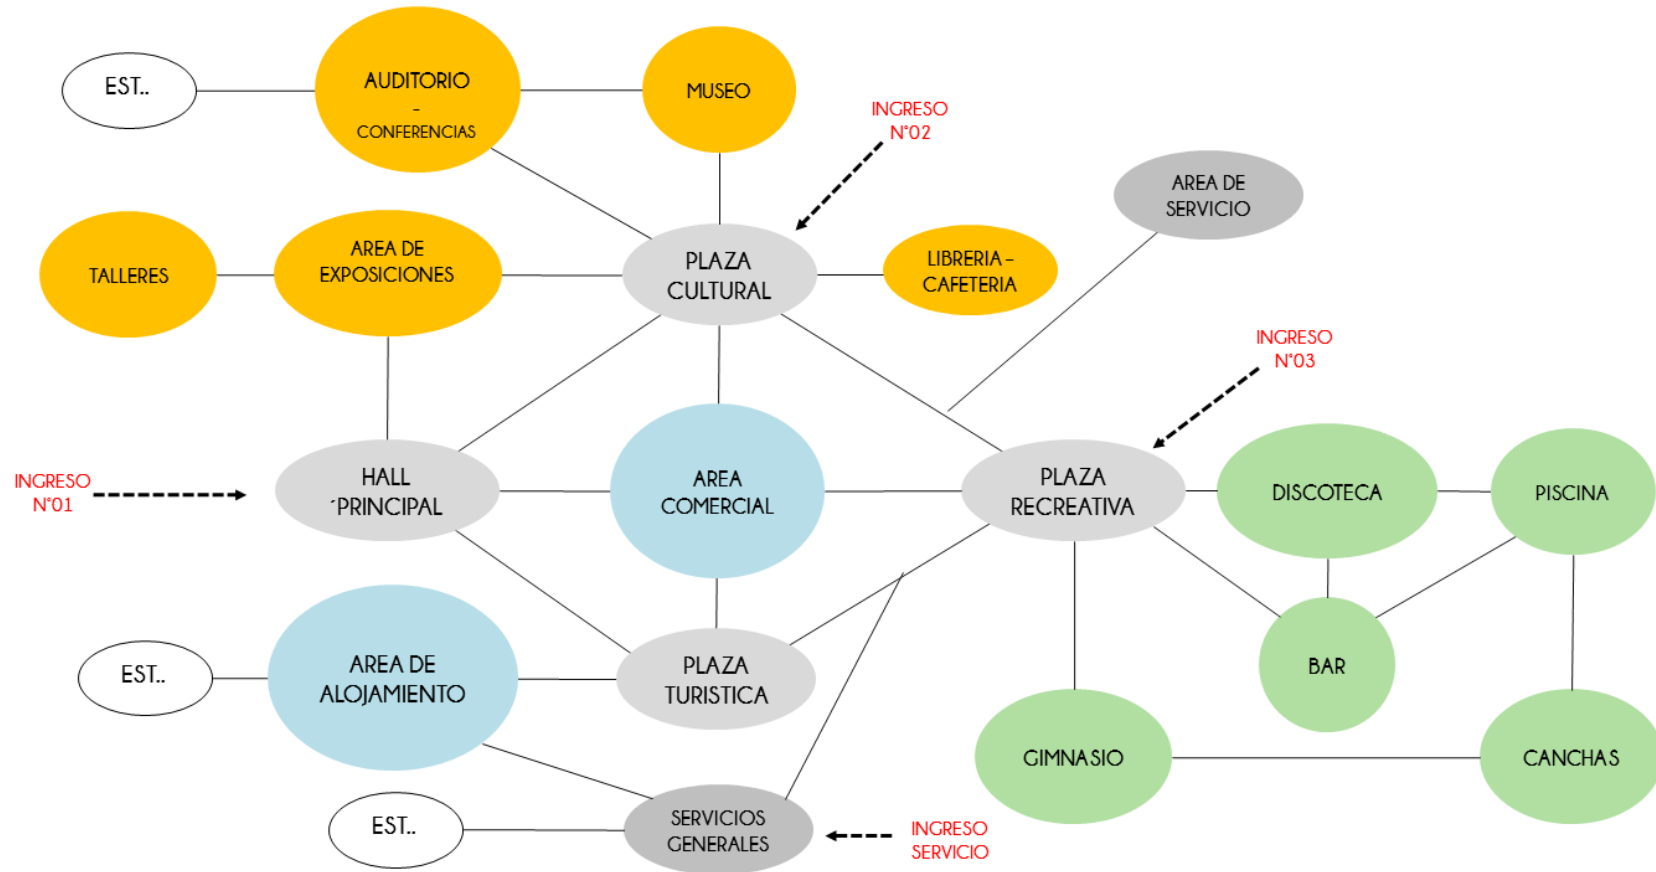 EST..
AUDITORIO
-
CONFERENCIAS
MUSEO
INGRESO
N°02
AREA DE
SERVICIO
TALLERES
AREA DE
EXPOSICIONES
PLAZA
CULTURAL
LIBRERIA –
CAFETERIA
INGRESO
N°03
INGRESO
N°01
HALL
´PRINCIPAL
AREA
COMERCIAL
PLAZA
RECREATIVA
DISCOTECA
PISCINA
EST..
AREA DE
ALOJAMIENTO
PLAZA
TURISTICA
BAR
GIMNASIO
CANCHAS
EST..
SERVICIOS
GENERALES
INGRESO
SERVICIO